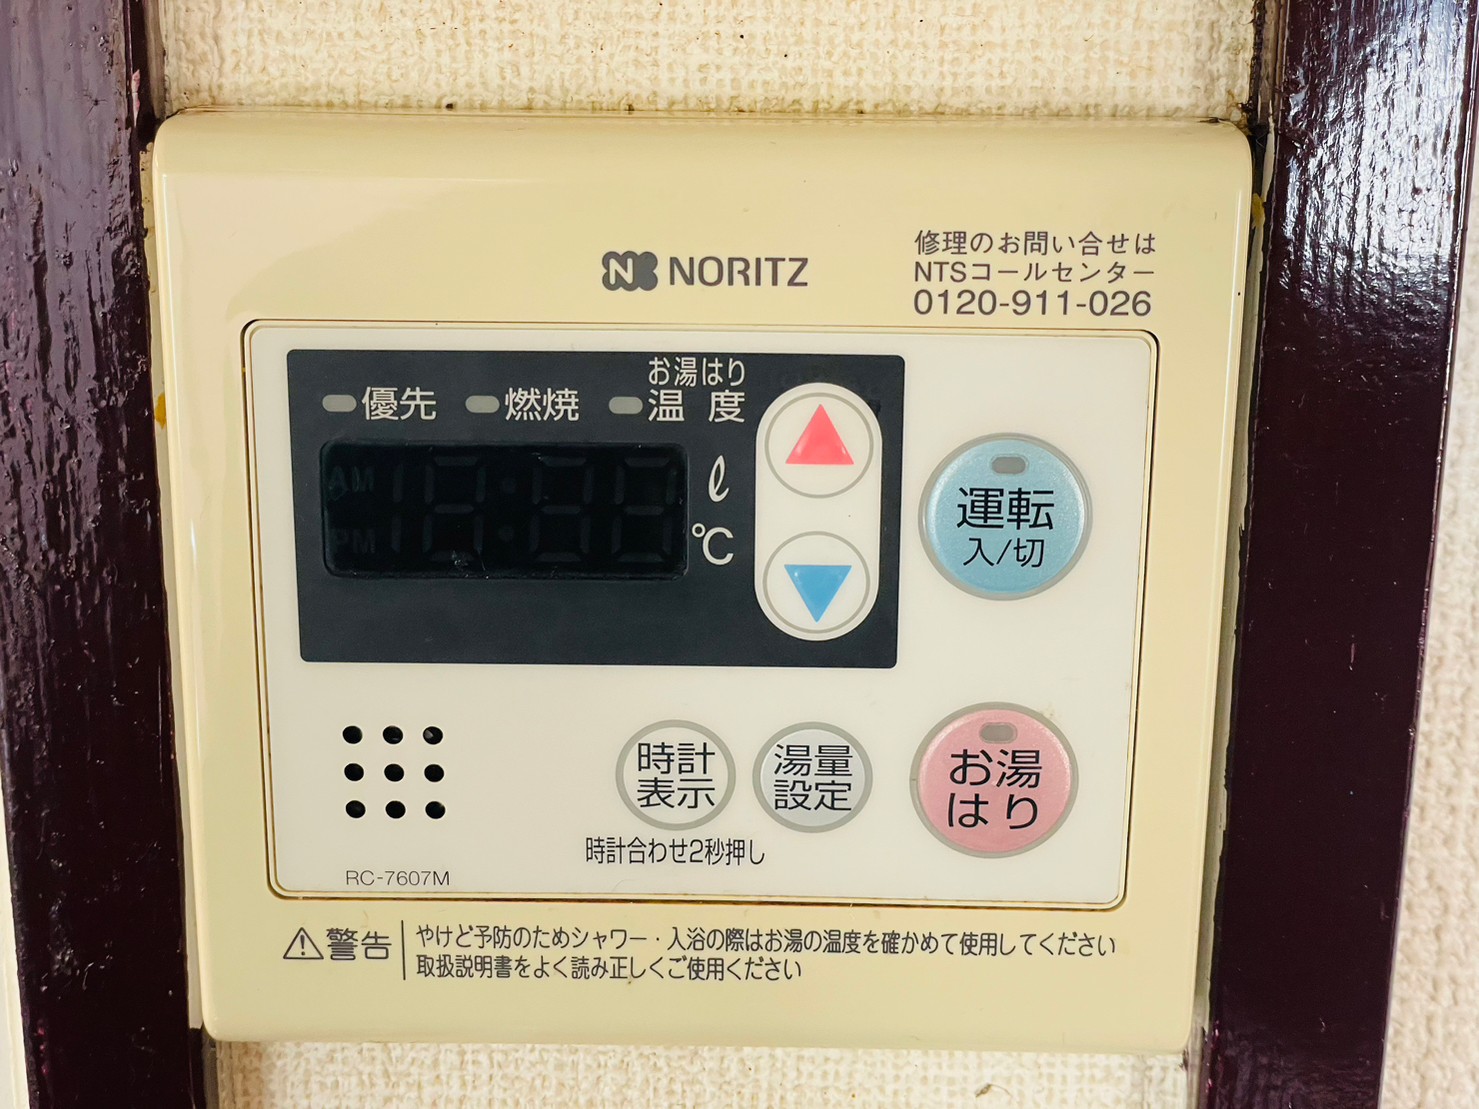 NORITZ
修理のお問い合せは
NTSコールセンター
0120-911-026
お湯はり
優先 燃焼 温度
AM
PM
ℓ
℃
運転
入/切
時計
表示
湯量
設定
お湯
はり
時計合わせ2秒押し
RC-7607M
警告
やけど予防のためシャワー・入浴の際はお湯の温度を確かめて使用してください
取扱説明書をよく読み正しくご使用ください